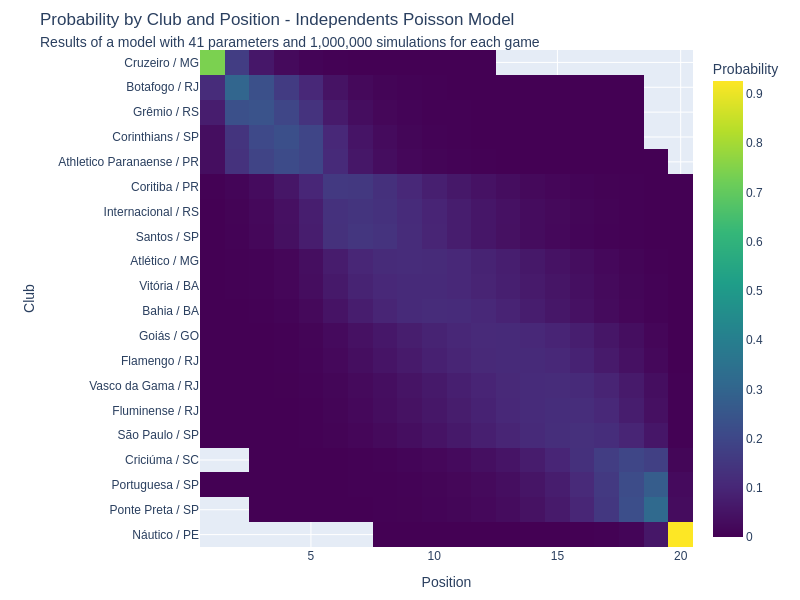 Probability by Club and Position - Independents Poisson Model
Results of a model with 41 parameters and 1,000,000 simulations for each game
Cruzeiro / MG
Botafogo / RJ
Grêmio / RS
Corinthians / SP
Athletico Paranaense / PR
Coritiba / PR
Internacional / RS
Santos / SP
Atlético / MG
Vitória / BA
Bahia / BA
Goiás / GO
Flamengo / RJ
Vasco da Gama / RJ
Fluminense / RJ
São Paulo / SP
Criciúma / SC
Portuguesa / SP
Ponte Preta / SP
Náutico / PE
Club
5 10 15 20
Position
Probability
0.9
0.8
0.7
0.6
0.5
0.4
0.3
0.2
0.1
0